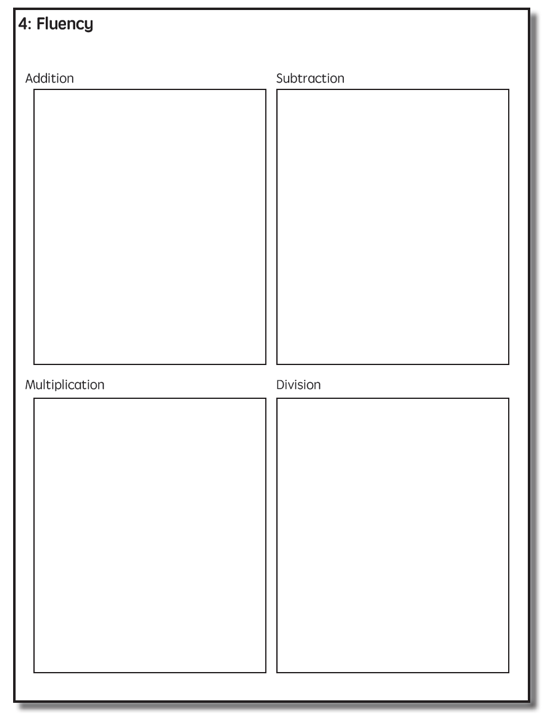 4: Fluency
Addition
Subtraction
Multiplication
Division